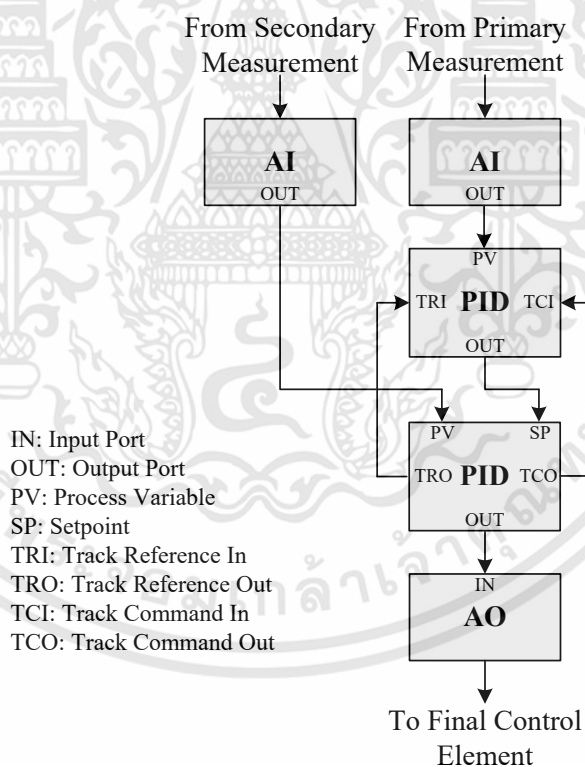 From Secondary
Measurement
From Primary
Measurement
AI
OUT
AI
OUT
PV
TRI PID TCI
OUT
PV SP
TRO PID TCO
OUT
IN
AO
To Final Control
Element
IN: Input Port
OUT: Output Port
PV: Process Variable
SP: Setpoint
TRI: Track Reference In
TRO: Track Reference Out
TCI: Track Command In
TCO: Track Command Out